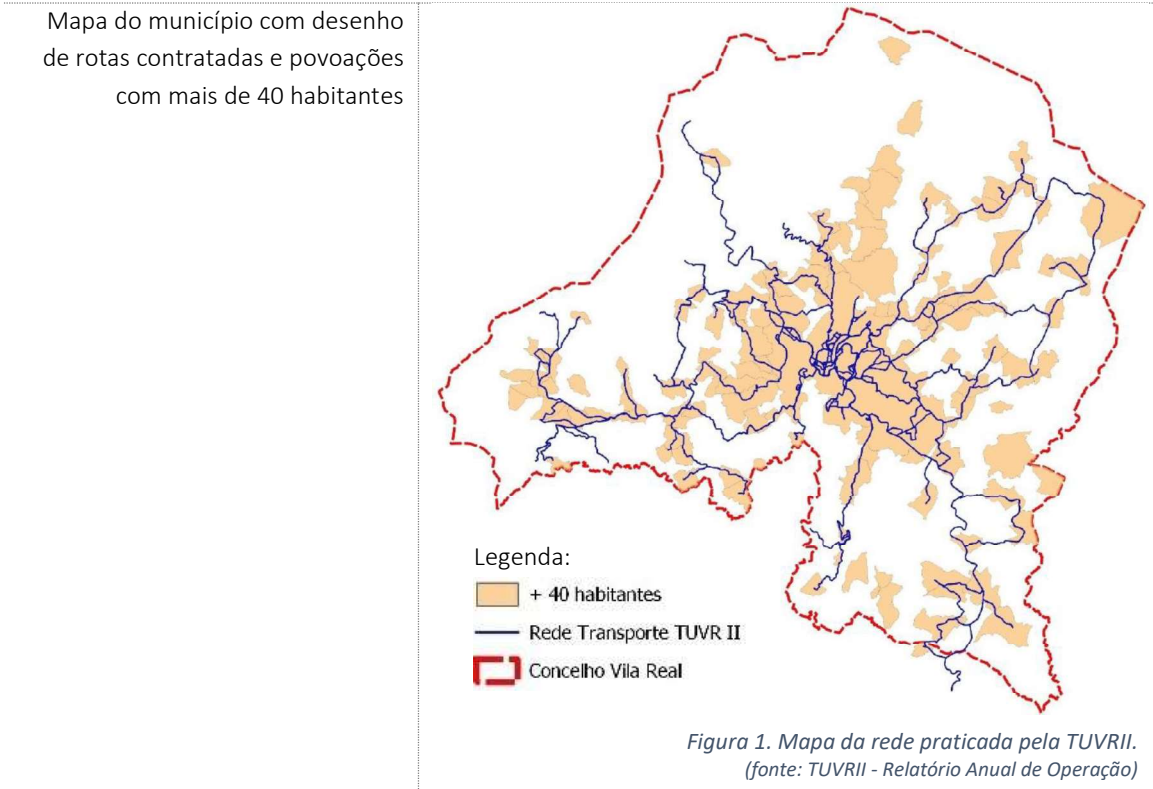 Mapa do município com desenho
de rotas contratadas e povoações
com mais de 40 habitantes
Legenda:
+ 40 habitantes
Rede Transporte TUVR II
Concelho Vila Real
Figura 1. Mapa da rede praticada pela TUVRII.
(fonte: TUVRII - Relatório Anual de Operação)